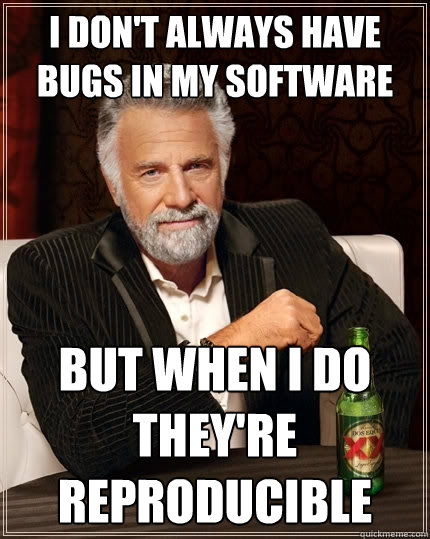 I DON'T ALWAYS HAVE
BUGS IN MY SOFTWARE
BUT WHEN I DO
THEY'RE
REPRODUCIBLE
DOS EQUIS
XX
quickmeme.com